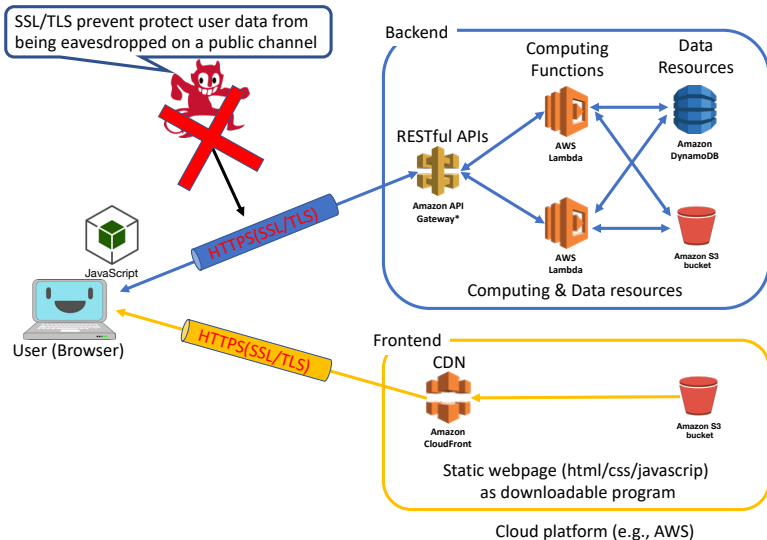 SSL/TLS prevent protect user data from
being eavesdropped on a public channel
Backend
Computing
Functions
Data
Resources
RESTful APIs
AWS
Lambda
Amazon
DynamoDB
Amazon API
Gateway*
HTTPS(SSL/TLS)
JavaScript
AWS
Lambda
Amazon S3
bucket
Computing & Data resources
User (Browser)
HTTPS(SSL/TLS)
Frontend
CDN
Amazon
CloudFront
Amazon S3
bucket
Static webpage (html/css/javascrip)
as downloadable program
Cloud platform (e.g., AWS)